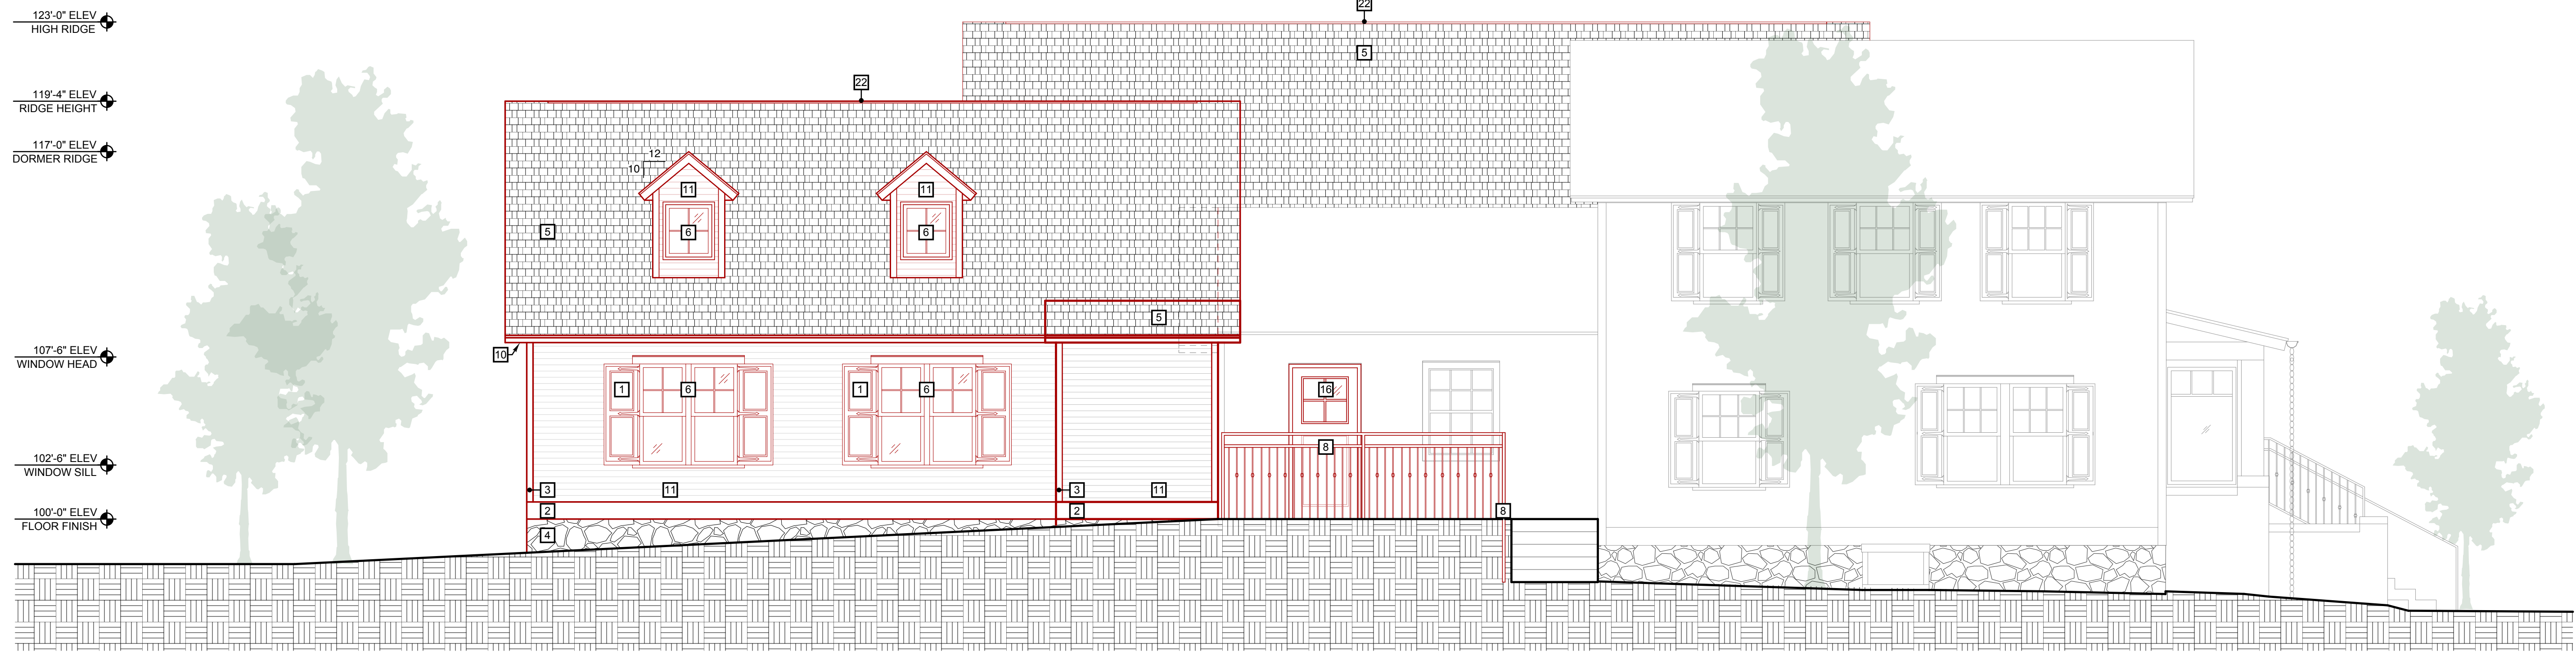 123'-0" ELEV
HIGH RIDGE
119'-4" ELEV
RIDGE HEIGHT
117'-0" ELEV
DORMER RIDGE
107'-6" ELEV
WINDOW HEAD
102'-6" ELEV
WINDOW SILL
100'-0" ELEV
FLOOR FINISH
22
5
22
12
10
11
11
5
6
6
5
10
1
6
1
6
16
8
3
11
3
11
2
2
8
4